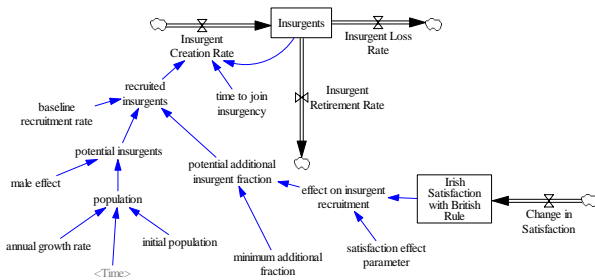 Insurgents
Insurgent
Creation Rate
Insurgent Loss
Rate
recruited
insurgents
time to join
insurgency
Insurgent
Retirement Rate
baseline
recruitment rate
potential insurgents
potential additional
insurgent fraction
male effect
effect on insurgent
recruitment
Irish
Satisfaction
with British
Rule
Change in
Satisfaction
population
annual growth rate
initial population
minimum additional
fraction
satisfaction effect
parameter
<Time>